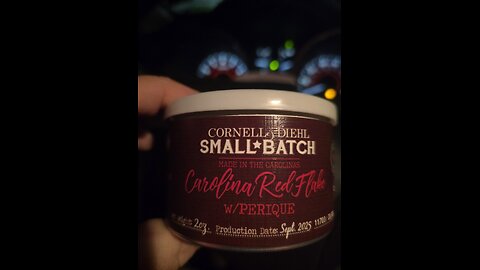 CORNELL & DIEHL
SMALL★BATCH
MADE IN THE CAROLINAS
Carolina Red Flake
W/PERIQUE
2oz. Production Date: Sept. 2025